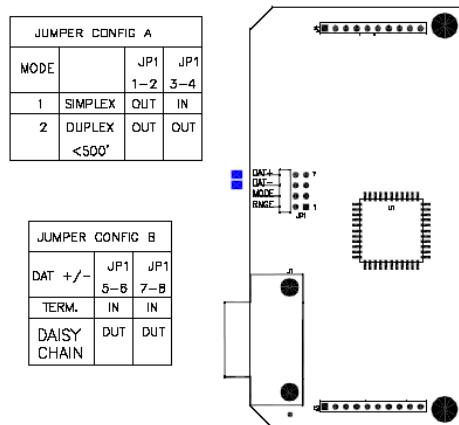 JUMPER CONFIG A
MODE JP1 1-2 JP1 3-4
1 SIMPLEX OUT IN
2 DUPLEX <500' OUT OUT
DAT+
DAT-
MODE
RNGE
7
1
JP1
U1
J1
JUMPER CONFIG B
DAT +/- JP1 5-6 JP1 7-8
TERM. IN IN
DAISY CHAIN OUT OUT